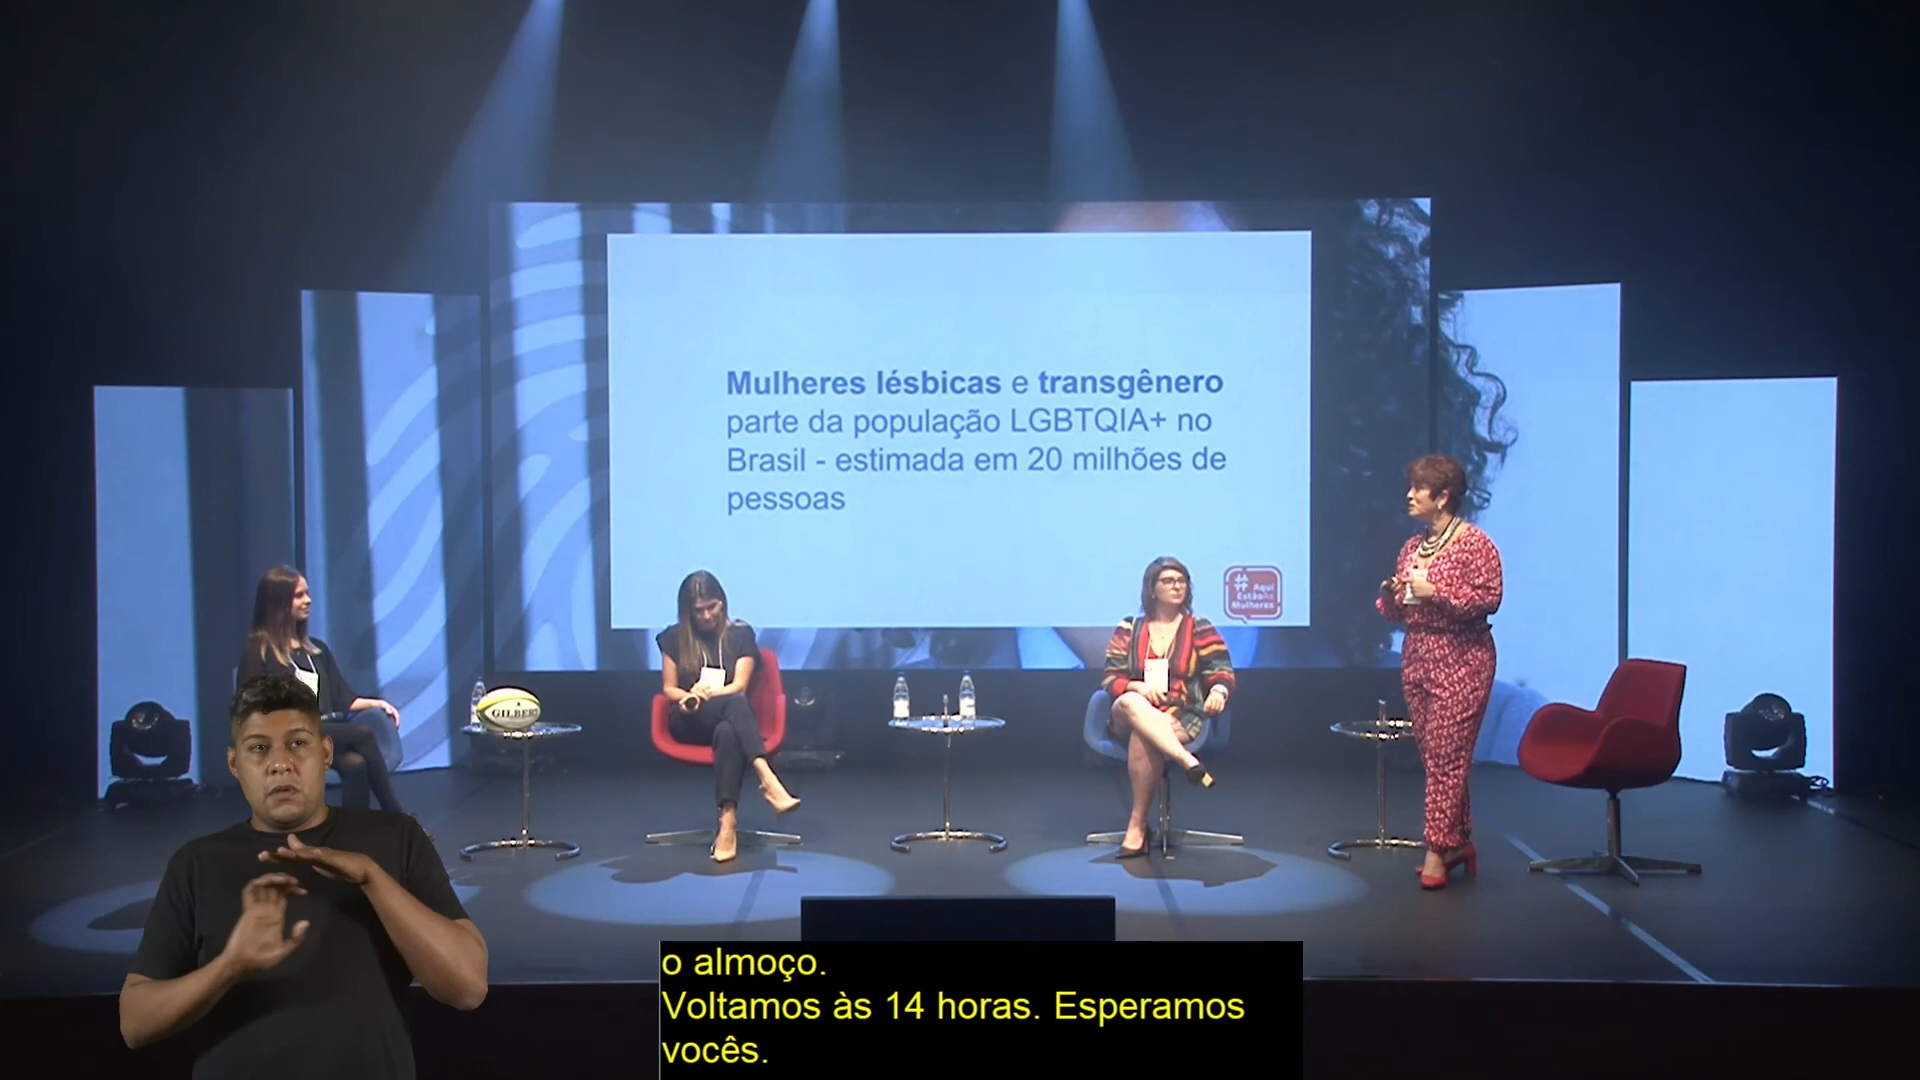 Mulheres lésbicas e transgênero
parte da população LGBTQIA+ no
Brasil - estimada em 20 milhões de
pessoas
# Aqui
EstãoAs
Mulheres
GILBERT
o almoço.
Voltamos às 14 horas. Esperamos
vocês.